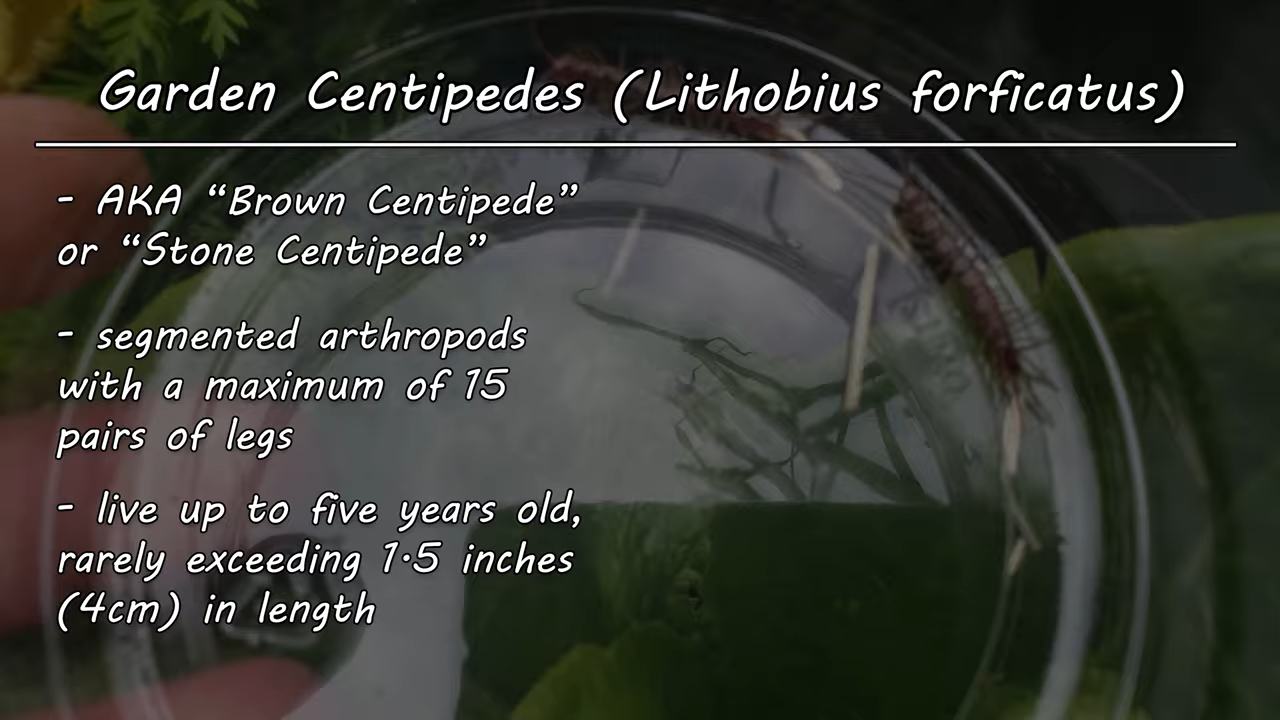 Garden Centipedes (Lithobius forficatus)
- AKA “Brown Centipede”
or “Stone Centipede”
- segmented arthropods
with a maximum of 15
pairs of legs
- live up to five years old,
rarely exceeding 1·5 inches
(4cm) in length